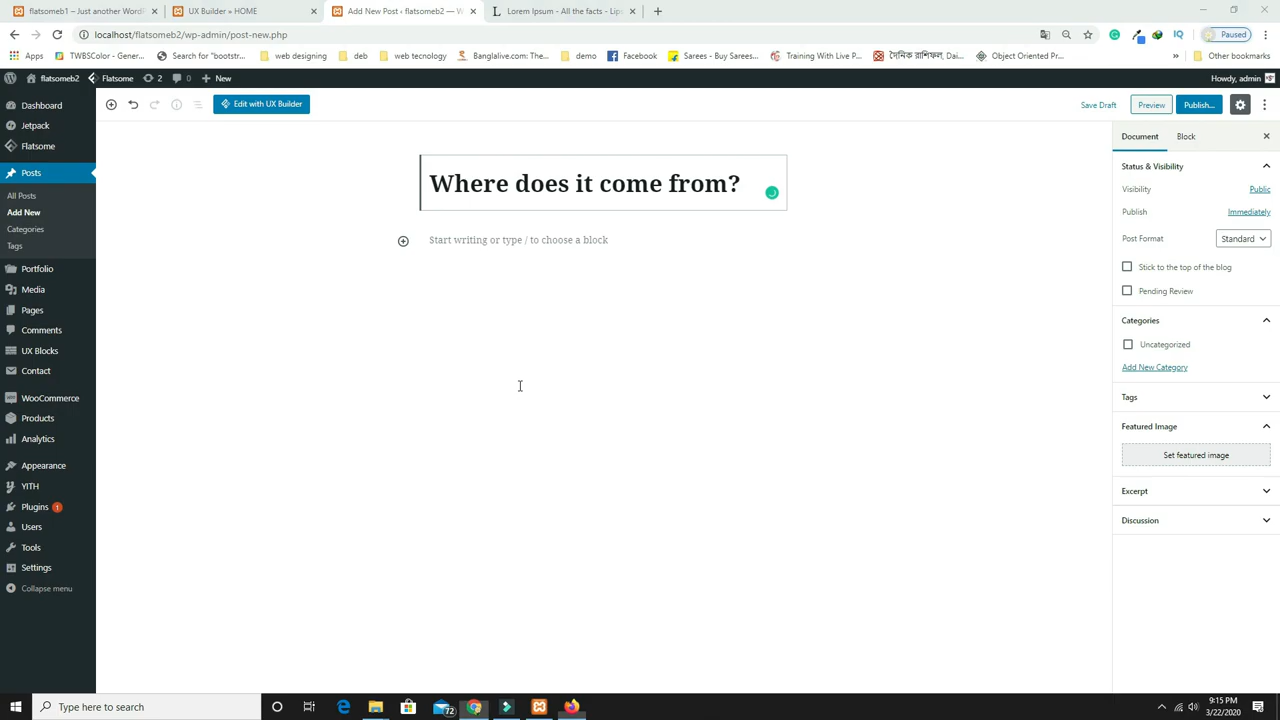 flatsomeb1 – Just another WordP
UX Builder » HOME
Add New Post ‹ flatsomeb2 — W
Lorem Ipsum - All the facts - Lips
localhost/flatsomeb2/wp-admin/post-new.php
Paused
Apps
TWBSColor - Genera...
Search for "bootstr...
web designing
deb
web tecnology
Banglalive.com: The...
demo
Facebook
Sarees - Buy Sarees...
Training With Live P...
দৈনিক রাশিফল, Dai...
Object Oriented Pr...
»
Other bookmarks
flatsomeb2
Flatsome
2
0
New
Howdy, admin
Dashboard
Jetpack
Flatsome
Posts
All Posts
Add New
Categories
Tags
Portfolio
Media
Pages
Comments
UX Blocks
Contact
WooCommerce
Products
Analytics
Appearance
YITH
Plugins 1
Users
Tools
Settings
Collapse menu
Edit with UX Builder
Save Draft
Preview
Publish...
Where does it come from?
Start writing or type / to choose a block
Document
Block
Status & Visibility
Visibility
Public
Publish
Immediately
Post Format
Standard
Stick to the top of the blog
Pending Review
Categories
Uncategorized
Add New Category
Tags
Featured Image
Set featured image
Excerpt
Discussion
Type here to search
72
9:15 PM
3/22/2020